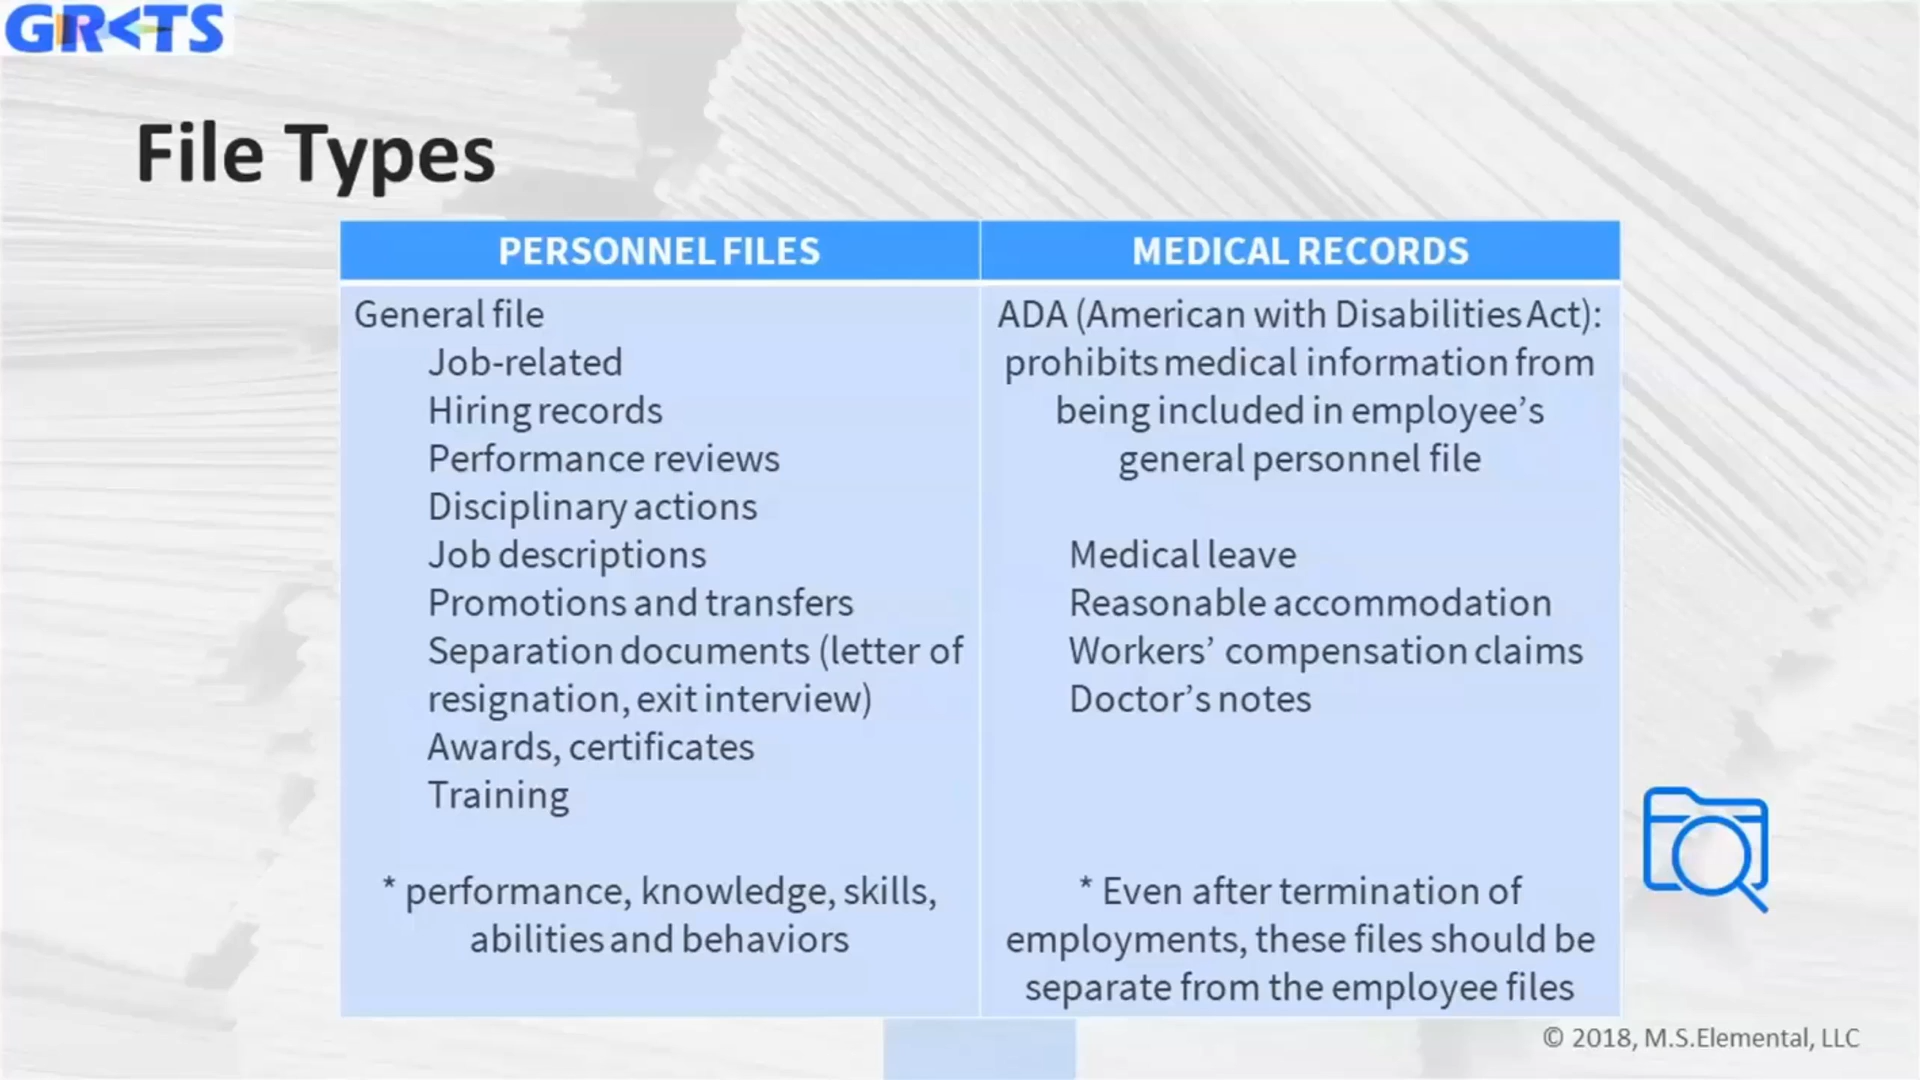 GRCTS
File Types
PERSONNEL FILES
General file
Job-related
Hiring records
Performance reviews
Disciplinary actions
Job descriptions
Promotions and transfers
Separation documents (letter of
resignation, exit interview)
Awards, certificates
Training
* performance, knowledge, skills,
abilities and behaviors
MEDICAL RECORDS
ADA (American with Disabilities Act):
prohibits medical information from
being included in employee’s
general personnel file
Medical leave
Reasonable accommodation
Workers’ compensation claims
Doctor’s notes
* Even after termination of
employments, these files should be
separate from the employee files
© 2018, M.S.Elemental, LLC